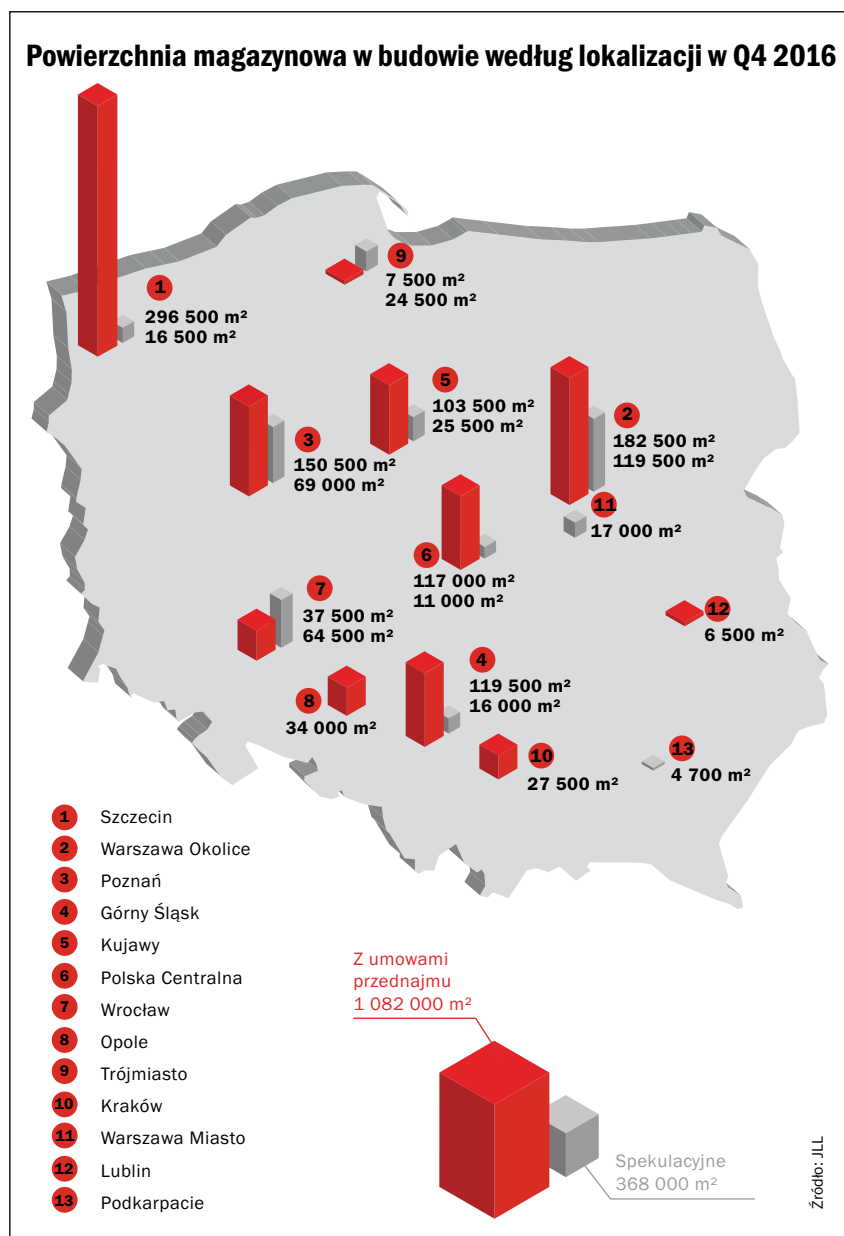 Powierzchnia magazynowa w budowie według lokalizacji w Q4 2016
1
296 500 m²
16 500 m²
9
7 500 m²
24 500 m²
5
103 500 m²
25 500 m²
2
182 500 m²
119 500 m²
3
150 500 m²
69 000 m²
11
17 000 m²
6
117 000 m²
11 000 m²
7
37 500 m²
64 500 m²
12
6 500 m²
4
119 500 m²
16 000 m²
8
34 000 m²
10
27 500 m²
13
4 700 m²
1 Szczecin
2 Warszawa Okolice
3 Poznań
4 Górny Śląsk
5 Kujawy
6 Polska Centralna
7 Wrocław
8 Opole
9 Trójmiasto
10 Kraków
11 Warszawa Miasto
12 Lublin
13 Podkarpacie
Z umowami
przednajmu
1 082 000 m²
Spekulacyjne
368 000 m²
Źródło: JLL